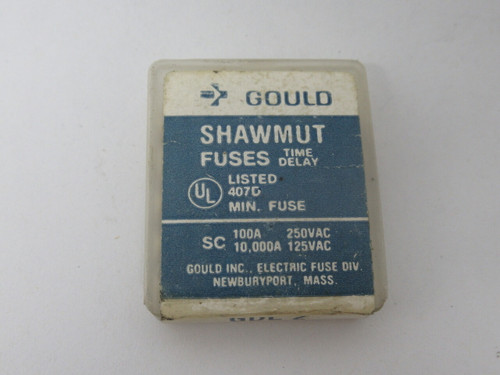 GOULD
SHAWMUT
FUSES TIME DELAY
UL LISTED
407D
MIN. FUSE
SC 100A 250VAC
10,000A 125VAC
GOULD INC., ELECTRIC FUSE DIV.
NEWBURYPORT, MASS.